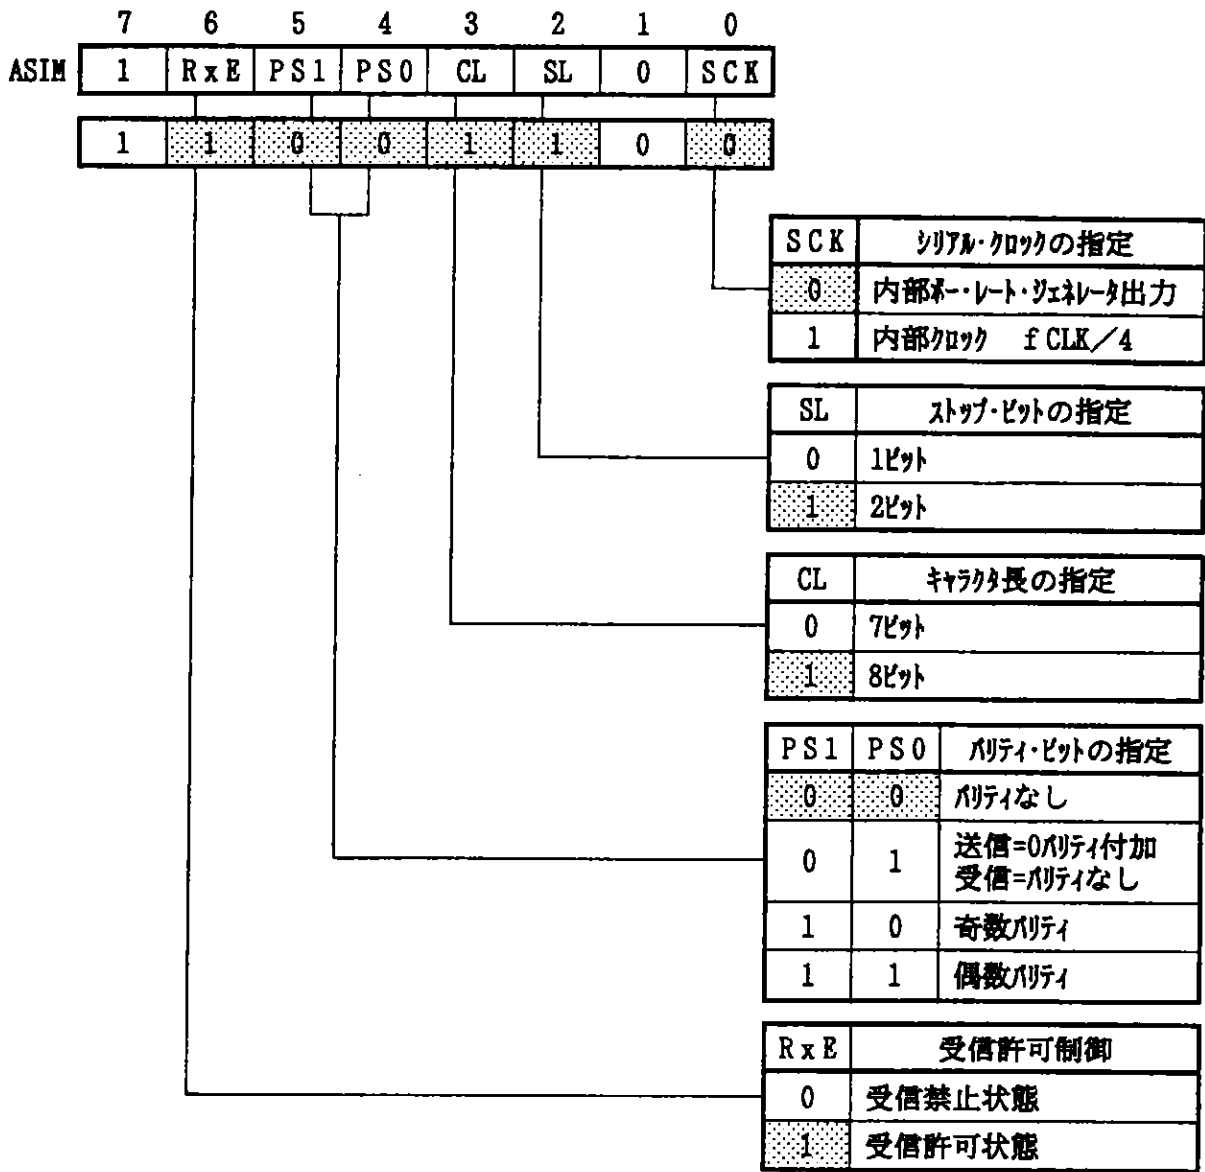 7 6 5 4 3 2 1 0
ASIM 1 RxE PS1 PS0 CL SL 0 SCK
1 1 0 0 1 1 0 0
SCK シリアル・クロックの指定
0 内部ボー・レート・ジェネレータ出力
1 内部クロック fCLK／4
SL ストップ・ビットの指定
0 1ビット
1 2ビット
CL キャラクタ長の指定
0 7ビット
1 8ビット
PS1 PS0 パリティ・ビットの指定
0 0 パリティなし
0 1 送信=0パリティ付加
受信=パリティなし
1 0 奇数パリティ
1 1 偶数パリティ
RxE 受信許可制御
0 受信禁止状態
1 受信許可状態